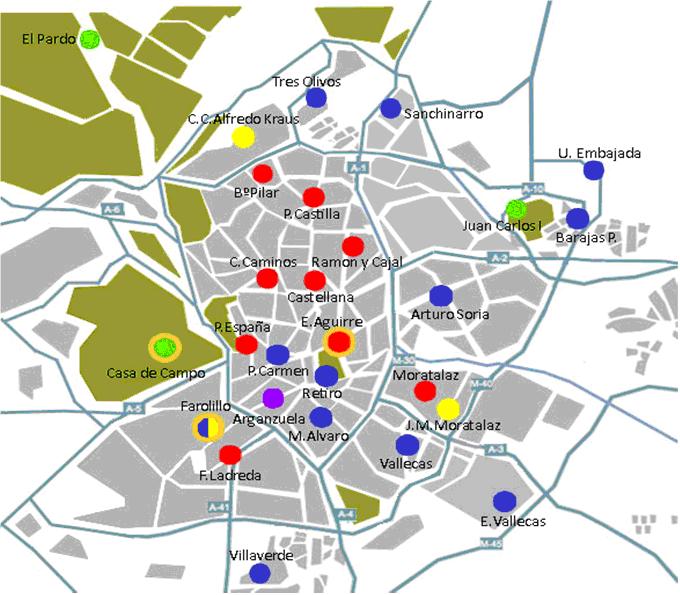 El Pardo
Tres Olivos
Sanchinarro
C.C.Alfredo Kraus
U. Embajada
A-1
BºPilar
A-10
P.Castilla
A-6
Juan Carlos I
Barajas P.
C.Caminos
Ramon y Cajal
A-2
Castellana
Arturo Soria
P.España
E.Aguirre
M-30
Casa de Campo
P.Carmen
Moratalaz
M-40
Retiro
A-5
Farolillo
Arganzuela
J.M.Moratalaz
M.Alvaro
A-3
Vallecas
F.Ladreda
A-41
A-4
E.Vallecas
M-45
Villaverde